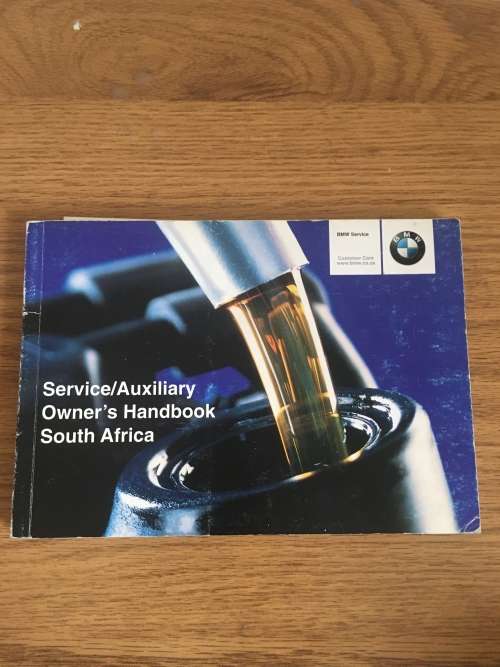 BMW Service
Customer Care
www.bmw.co.za
BMW
Service/Auxiliary
Owner's Handbook
South Africa